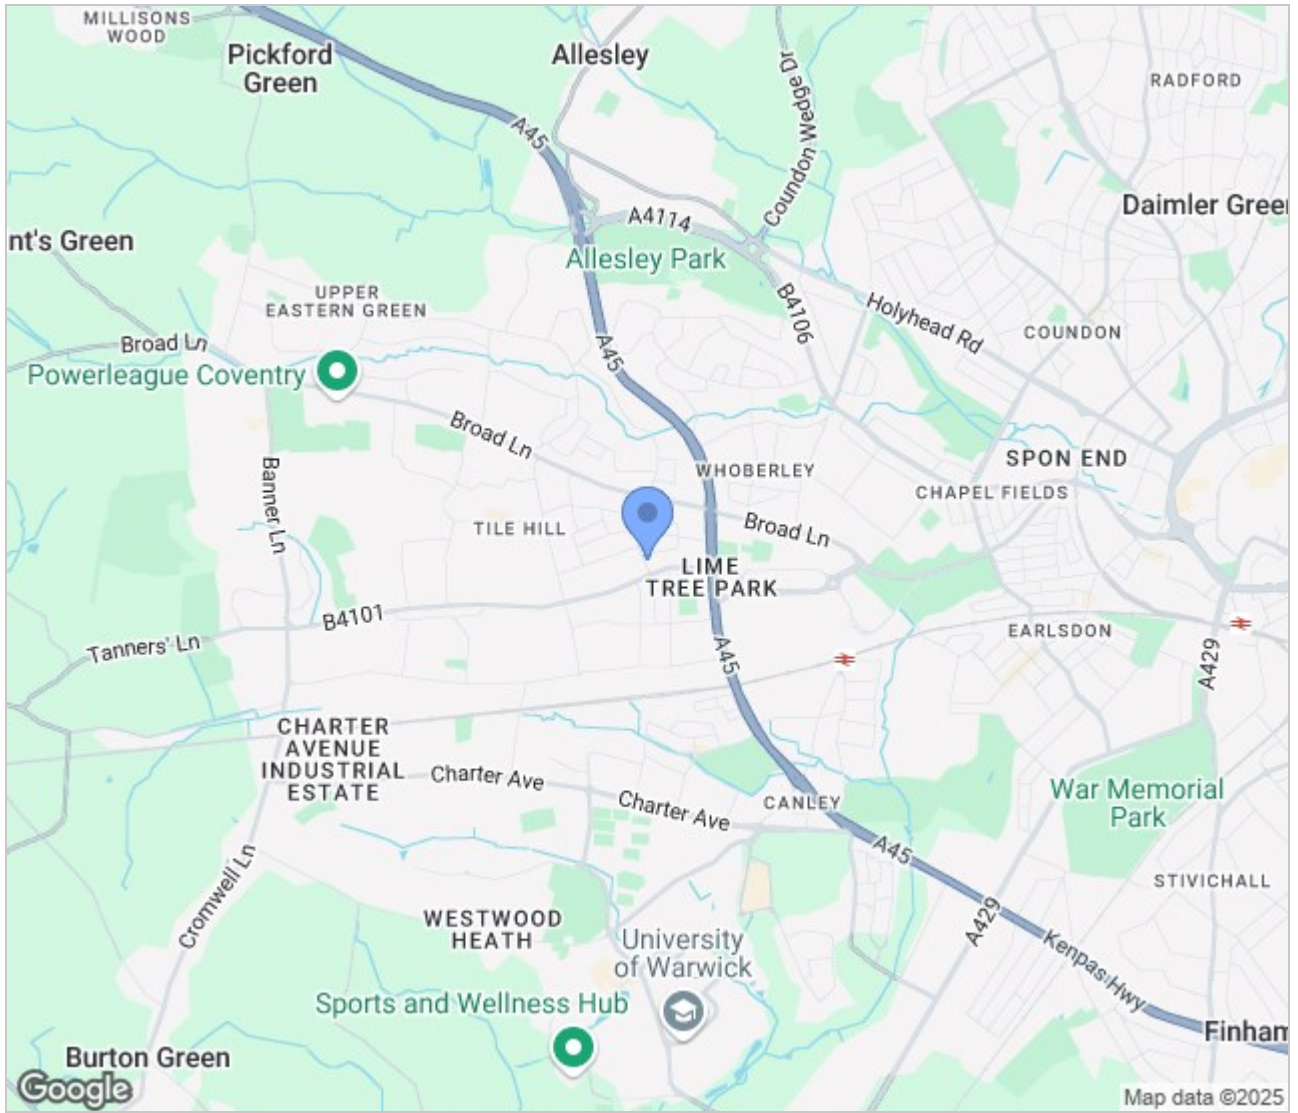 MILLISONS
WOOD
Pickford
Green
Allesley
Coundon Wedge Dr
RADFORD
A45
A4114
Daimler Green
nt's Green
Allesley Park
UPPER
EASTERN GREEN
B4106
Holyhead Rd
COUNDON
Broad Ln
A45
Powerleague Coventry
Broad Ln
WHOBERLEY
SPON END
CHAPEL FIELDS
Banner Ln
TILE HILL
Broad Ln
LIME
TREE PARK
B4101
Tanners' Ln
EARLSDON
A45
A429
CHARTER
AVENUE
INDUSTRIAL
ESTATE
Charter Ave
Charter Ave
CANLEY
War Memorial
Park
A45
Cromwell Ln
STIVICHALL
WESTWOOD
HEATH
A429
University
of Warwick
Kenpas Hwy
Sports and Wellness Hub
Finham
Burton Green
Google
Map data ©2025